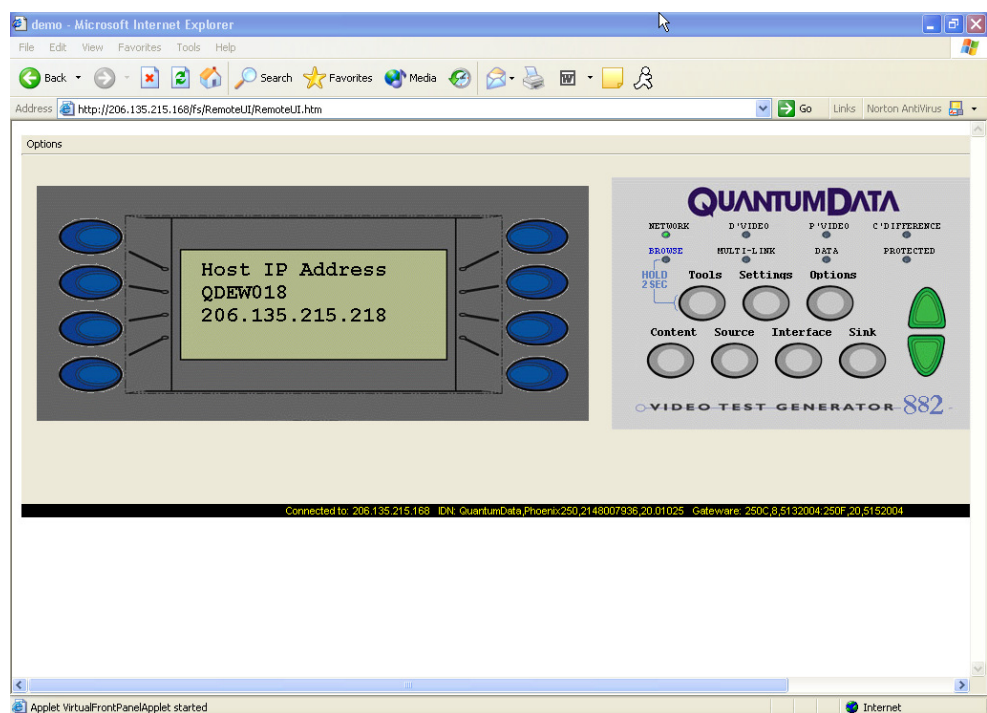 demo - Microsoft Internet Explorer
File Edit View Favorites Tools Help
Back Search Favorites Media
Address http://206.135.215.168/fs/RemoteUI/RemoteUI.htm Go Links Norton AntiVirus
Options
QUANTUMDATA
NETWORK D'VIDEO P'VIDEO C'DIFFERENCE
BROWSE MULTI-LINK DATA PROTECTED
HOLD
2 SEC
Tools Settings Options
Content Source Interface Sink
VIDEO TEST GENERATOR 882
Host IP Address
QDEW018
206.135.215.218
Connected to: 206.135.215.168 IDN: QuantumData,Phoenix250,2148007936,20.01025 Gateware: 250C,8,5132004:250F,20,5152004
Applet VirtualFrontPanelApplet started Internet